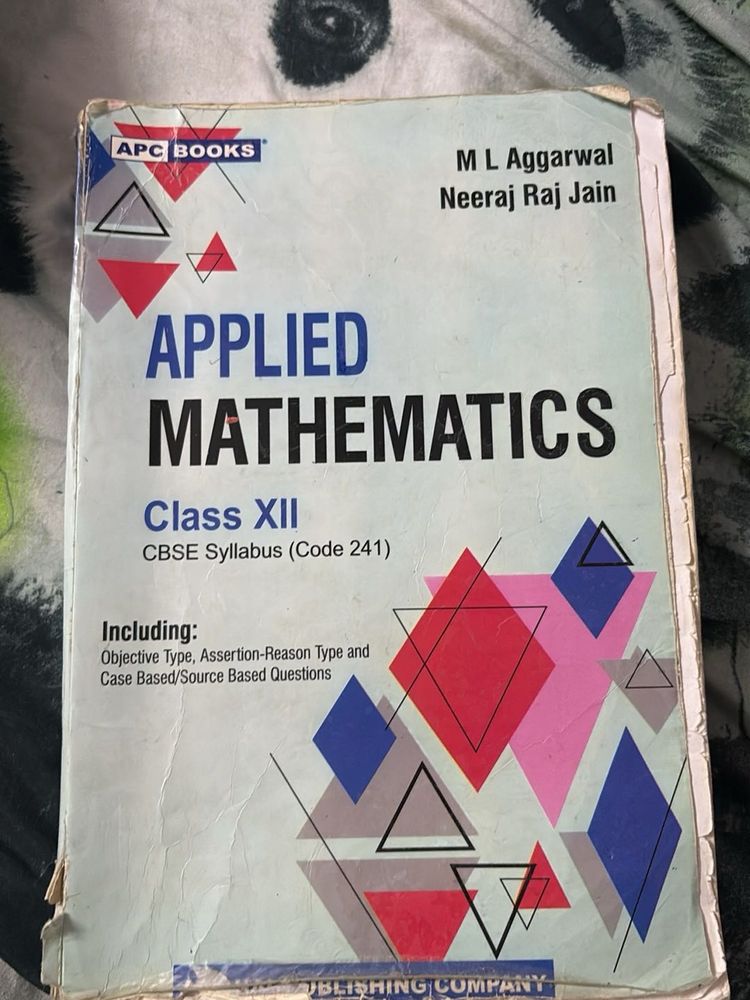 APC BOOKS
M L Aggarwal
Neeraj Raj Jain
APPLIED
MATHEMATICS
Class XII
CBSE Syllabus (Code 241)
Including:
Objective Type, Assertion-Reason Type and
Case Based/Source Based Questions
PUBLISHING COMPANY